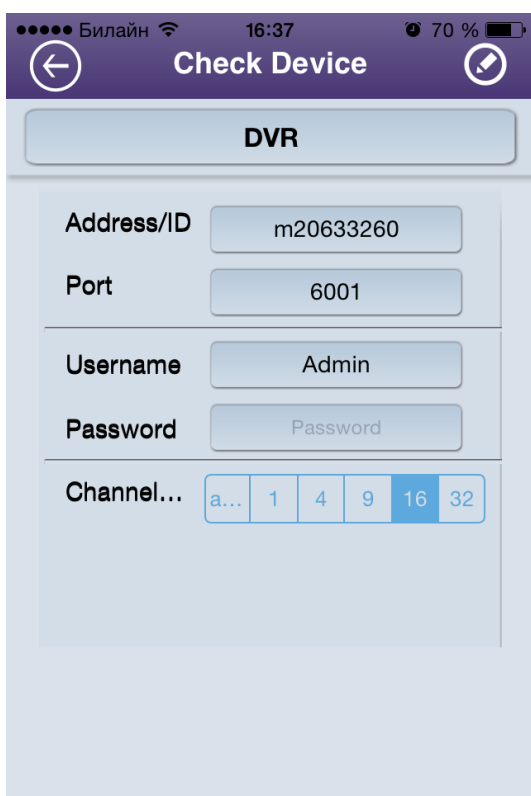 Билайн 16:37 70 %
Check Device
DVR
Address/ID m20633260
Port 6001
Username Admin
Password Password
Channel... a... 1 4 9 16 32